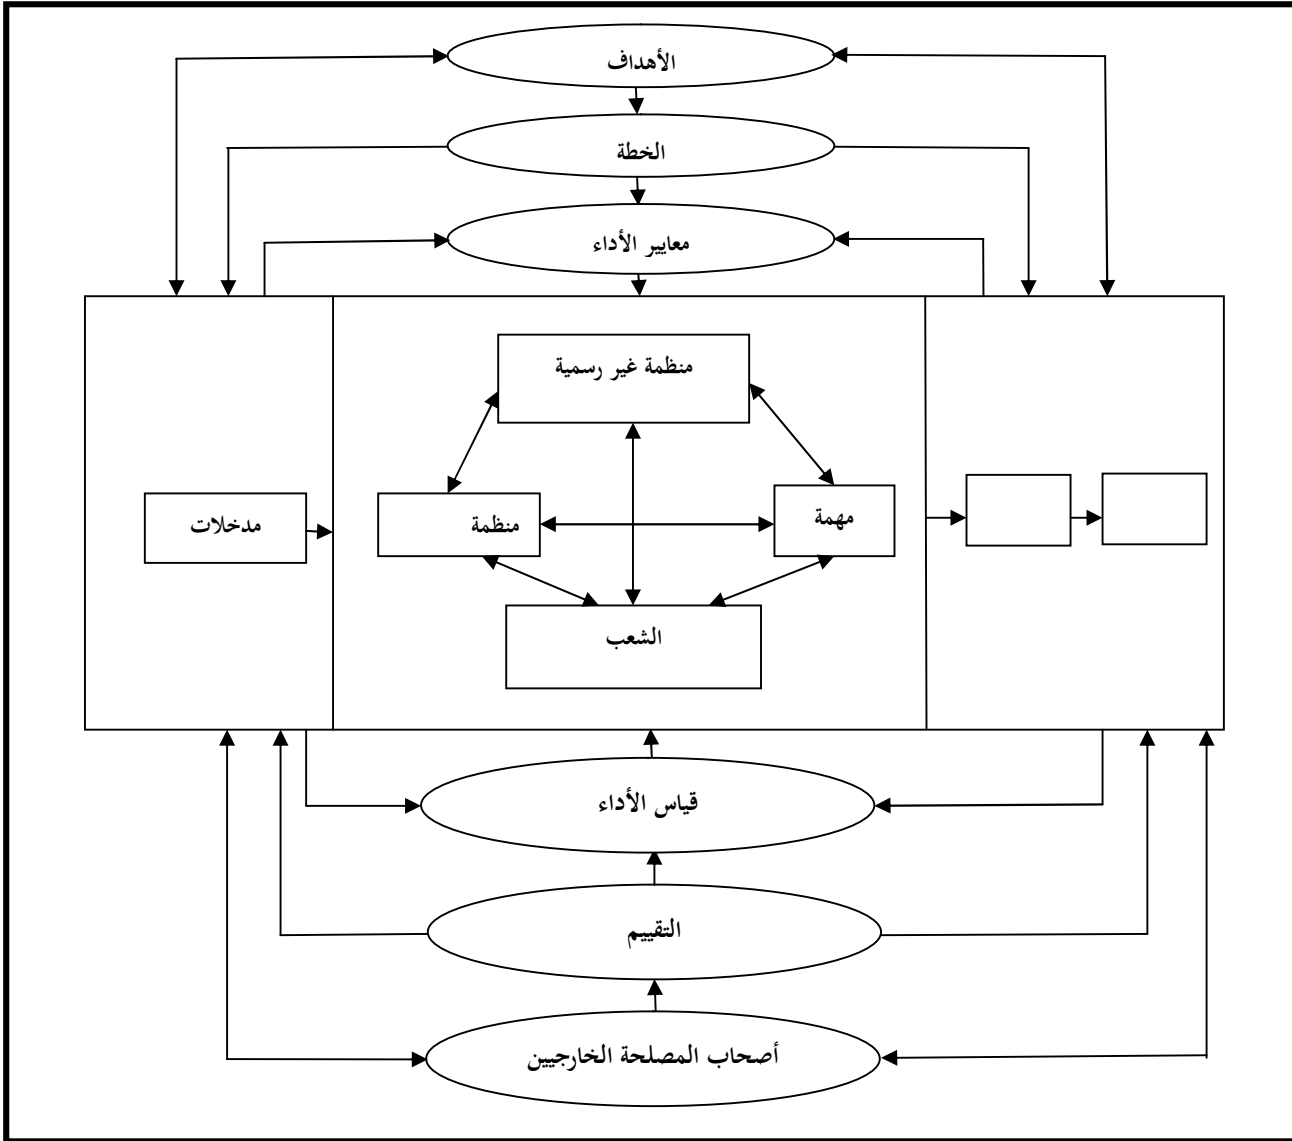 الأهداف
الخطة
معايير الأداء
منظمة غير رسمية
مهمة
منظمة
مدخلات
الشعب
قياس الأداء
التقييم
أصحاب المصلحة الخارجيين